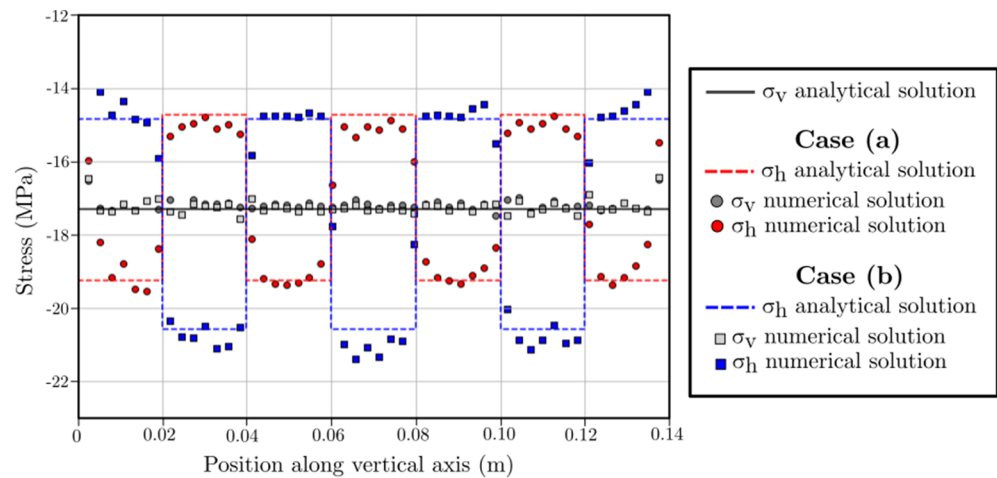 -12
-14
-16
-18
-20
-22
Stress (MPa)
0 0.02 0.04 0.06 0.08 0.10 0.12 0.14
Position along vertical axis (m)
σv analytical solution
Case (a)
σh analytical solution
σv numerical solution
σh numerical solution
Case (b)
σh analytical solution
σv numerical solution
σh numerical solution